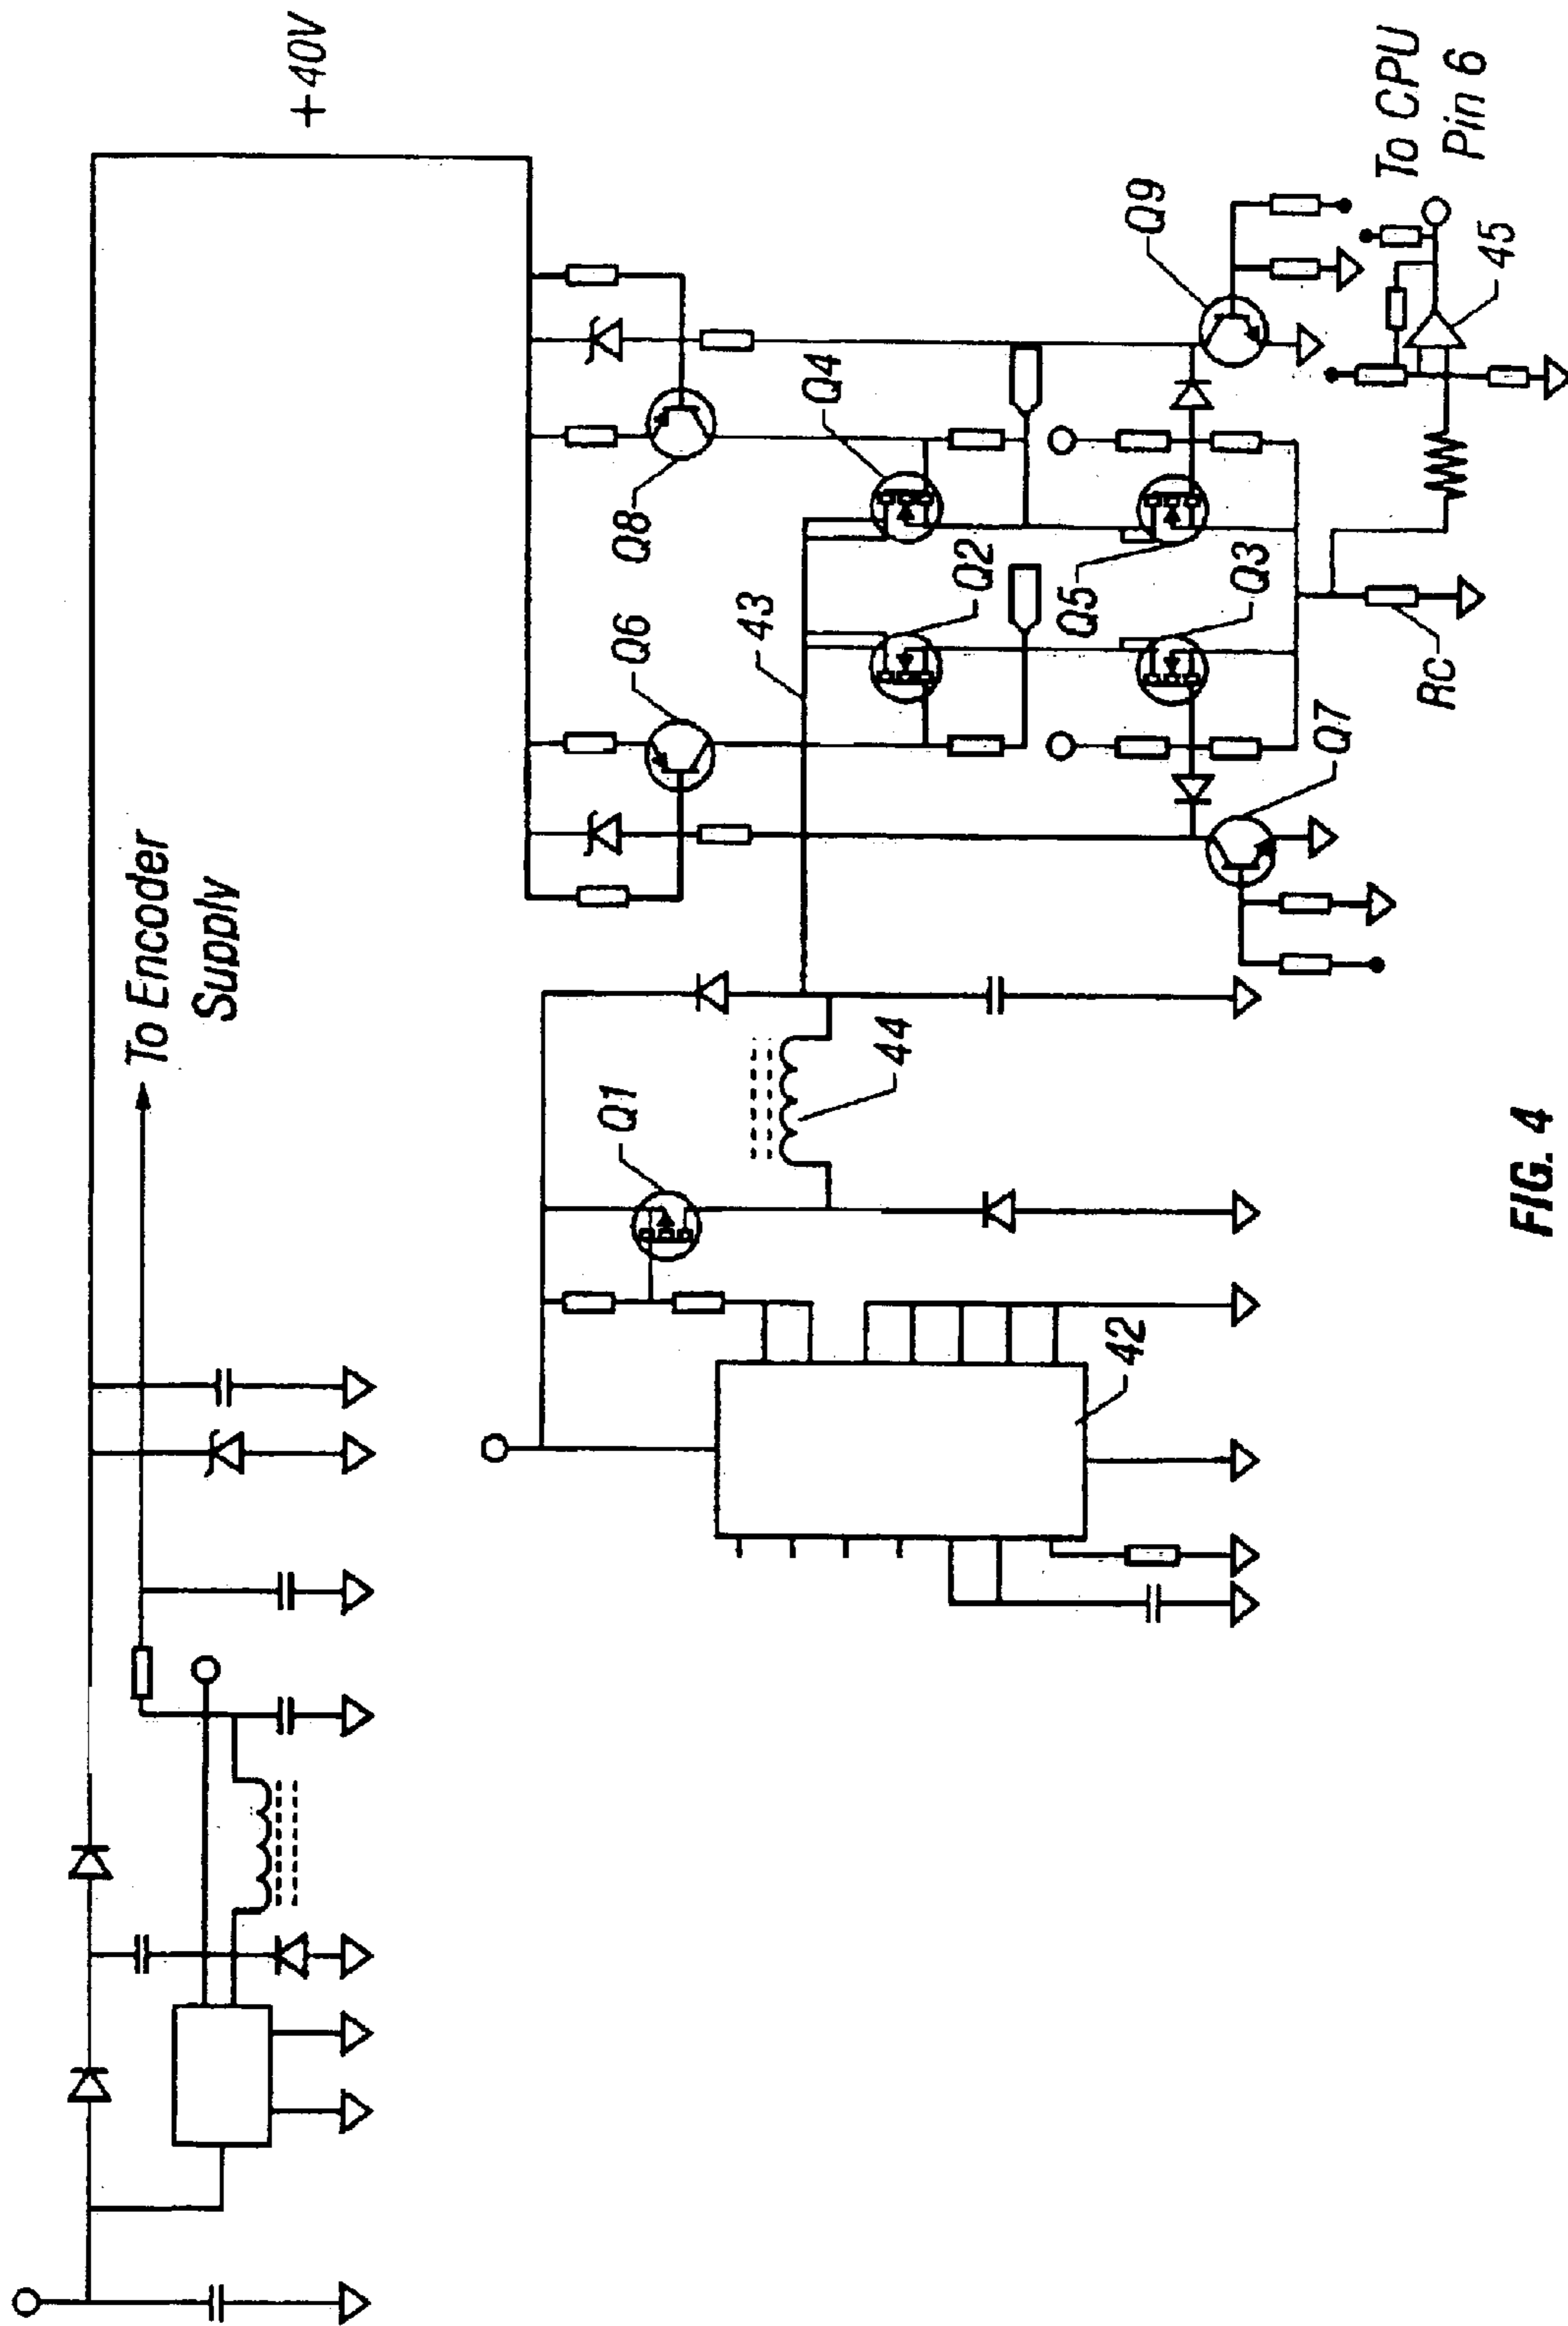 +40V
To Encoder
Supply
Q6
Q8
43
Q4
Q2
Q9
Q1
44
Q5
Q3
To CPU
Pin 6
Q7
Rc
45
42
FIG. 4